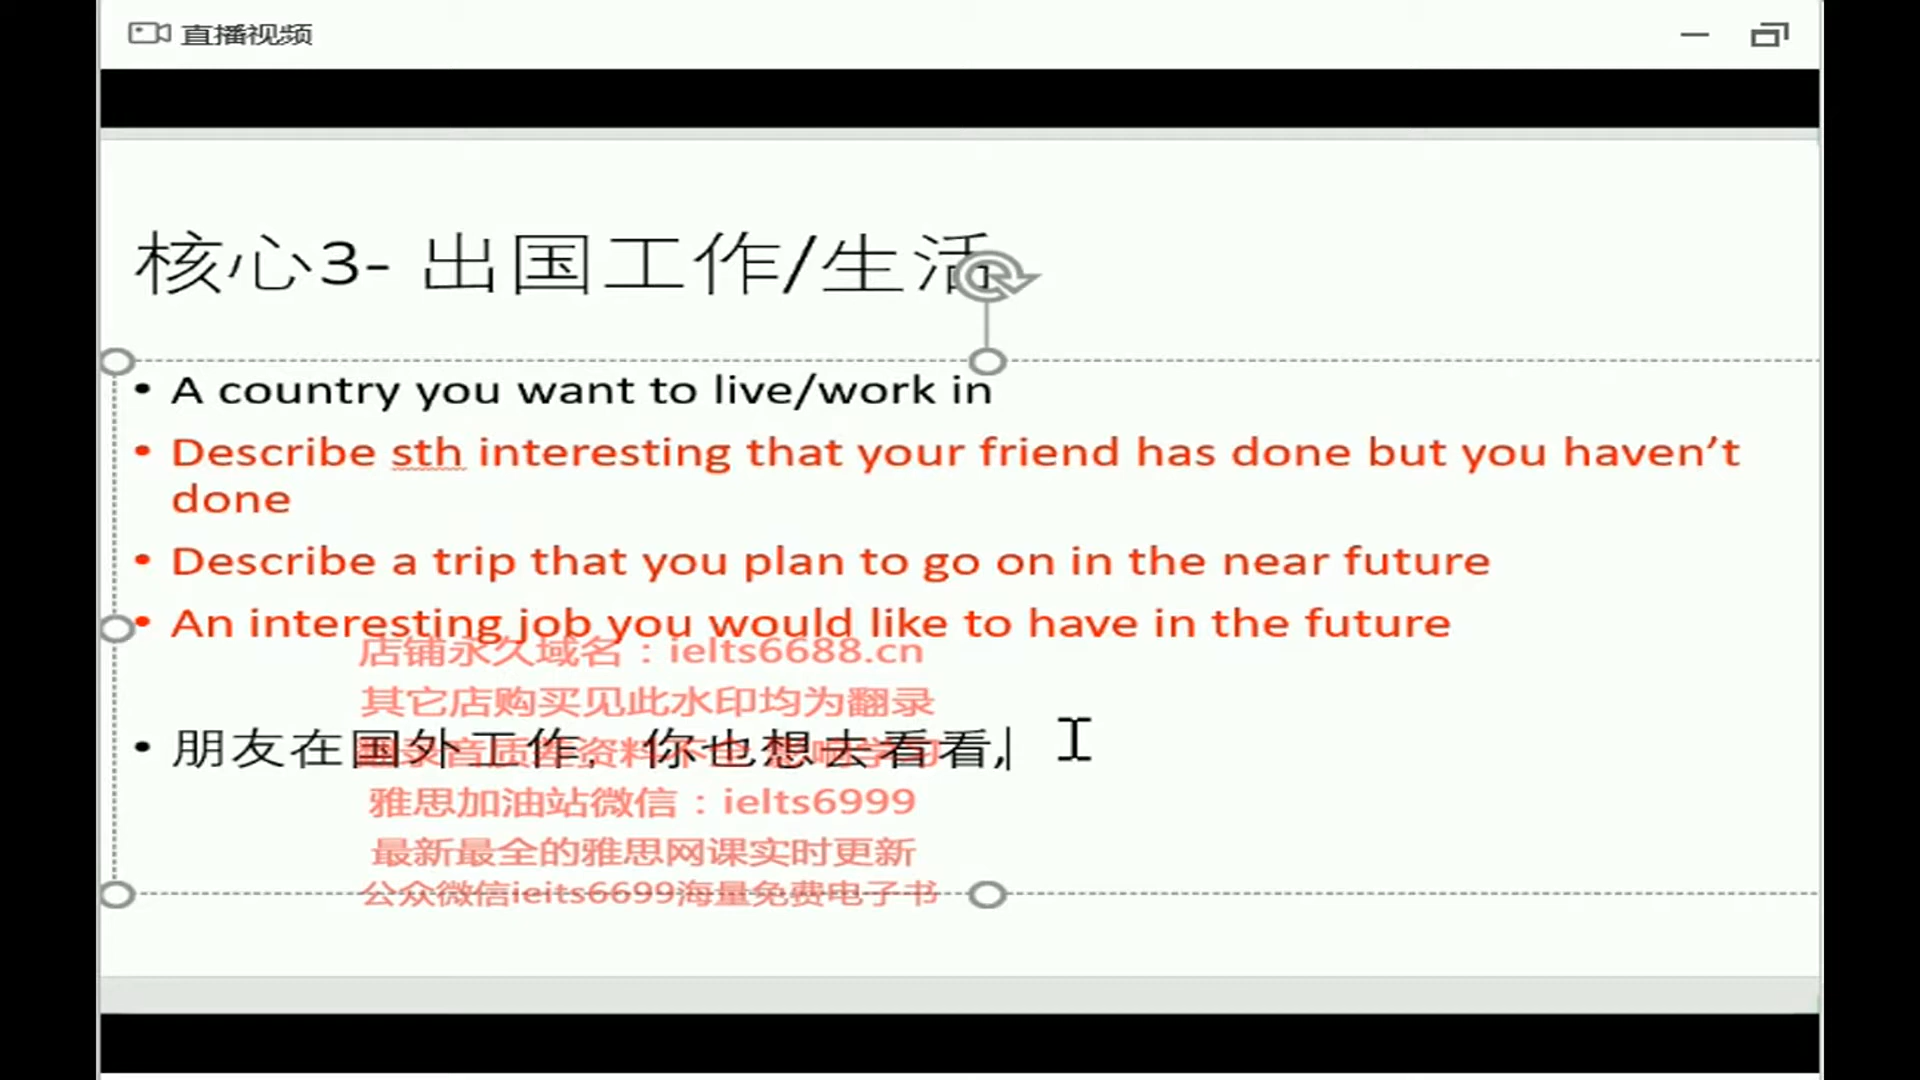 直播视频
核心3- 出国工作/生活
• A country you want to live/work in
• Describe sth interesting that your friend has done but you haven't
done
• Describe a trip that you plan to go on in the near future
• An interesting job you would like to have in the future
店铺永久域名：ielts6688.cn
其它店购买见此水印均为翻录
• 朋友在国外工作，你也想去看看,
雅思加油站微信：ielts6999
最新最全的雅思网课实时更新
公众微信ieits6699海量免费电子书